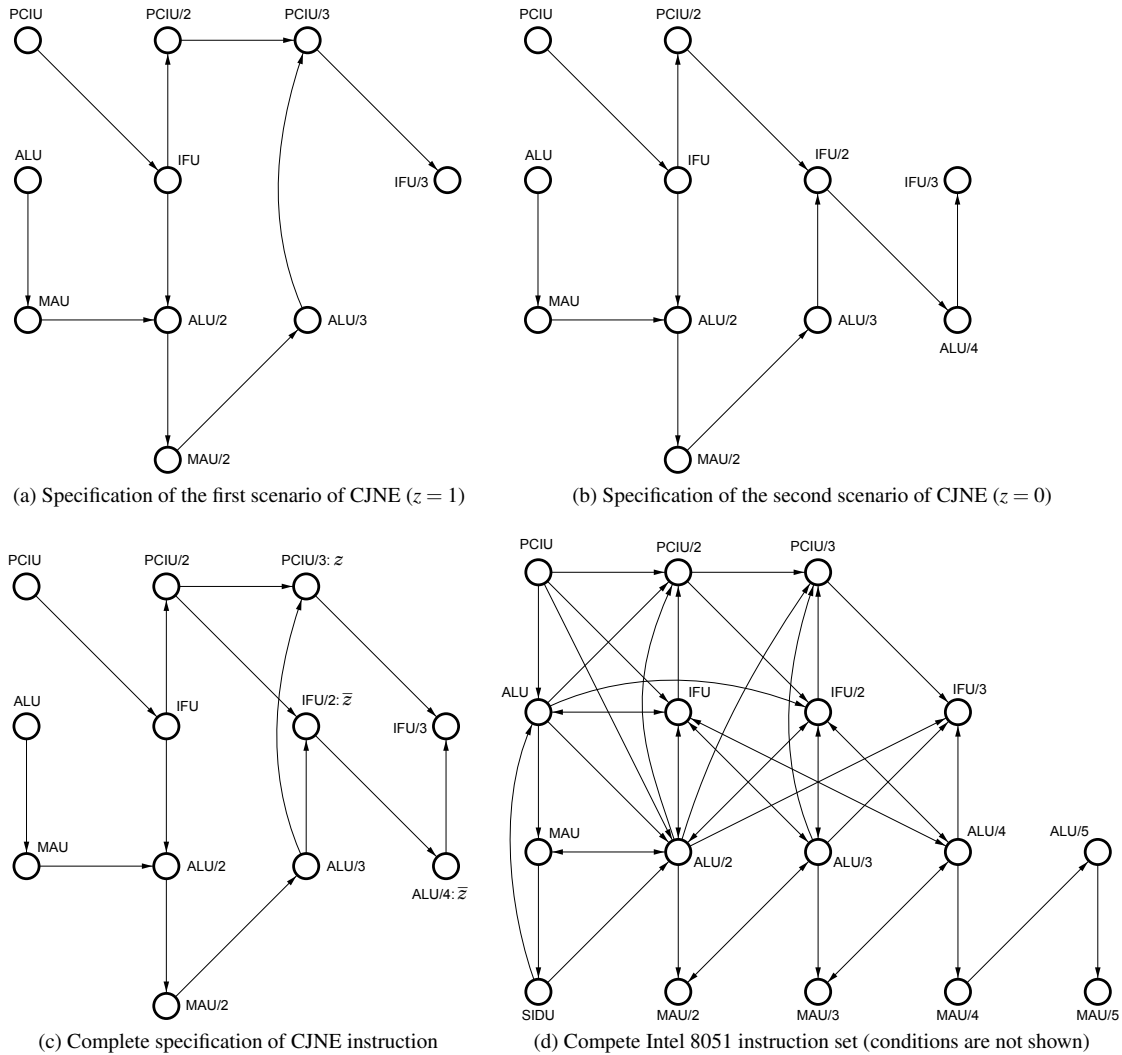 PCIU
PCIU/2
PCIU/3
ALU
IFU
IFU/3
MAU
ALU/2
ALU/3
MAU/2
(a) Specification of the first scenario of CJNE (z = 1)
PCIU
PCIU/2
ALU
IFU
IFU/2
IFU/3
MAU
ALU/2
ALU/3
ALU/4
MAU/2
(b) Specification of the second scenario of CJNE (z = 0)
PCIU
PCIU/2
PCIU/3: z
ALU
IFU
IFU/2: z̅
IFU/3
MAU
ALU/2
ALU/3
ALU/4: z̅
MAU/2
(c) Complete specification of CJNE instruction
PCIU
PCIU/2
PCIU/3
ALU
IFU
IFU/2
IFU/3
MAU
ALU/2
ALU/3
ALU/4
ALU/5
SIDU
MAU/2
MAU/3
MAU/4
MAU/5
(d) Compete Intel 8051 instruction set (conditions are not shown)